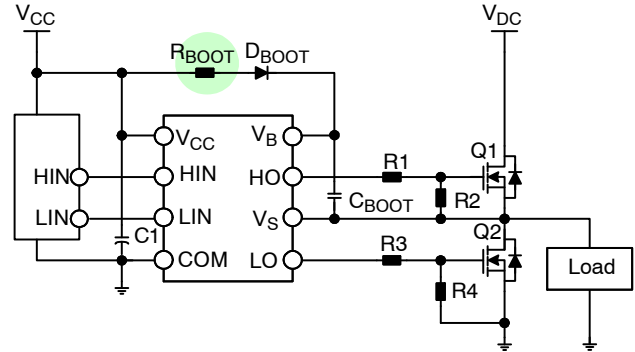 VCC
VDC
RBOOT DBOOT
VCC
VB
Q1
HIN
HIN
HO
R1
R2
CBOOT
LIN
LIN
VS
C1
Q2
R3
COM
LO
Load
R4